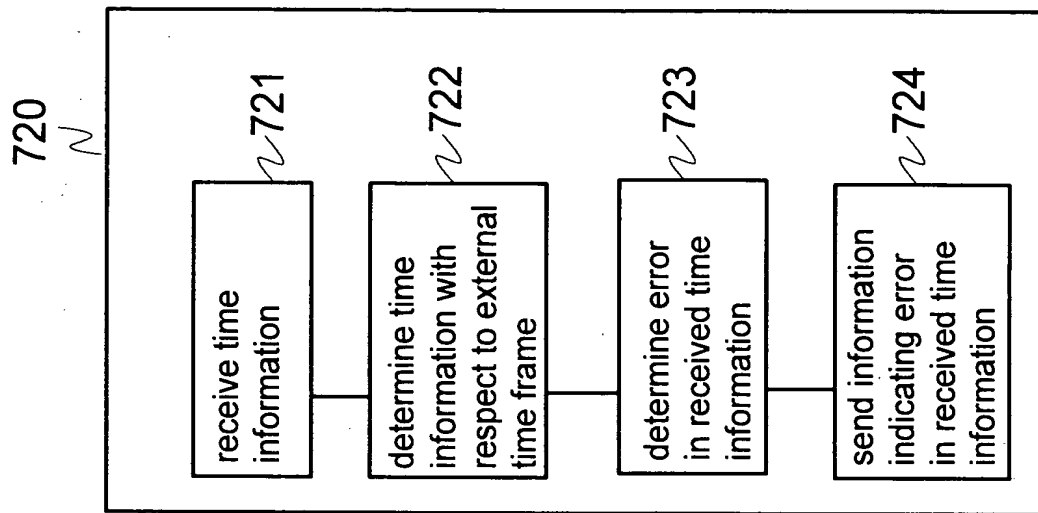 720
receive time
information
721
determine time
information with
respect to external
time frame
722
determine error
in received time
information
723
send information
indicating error
in received time
information
724